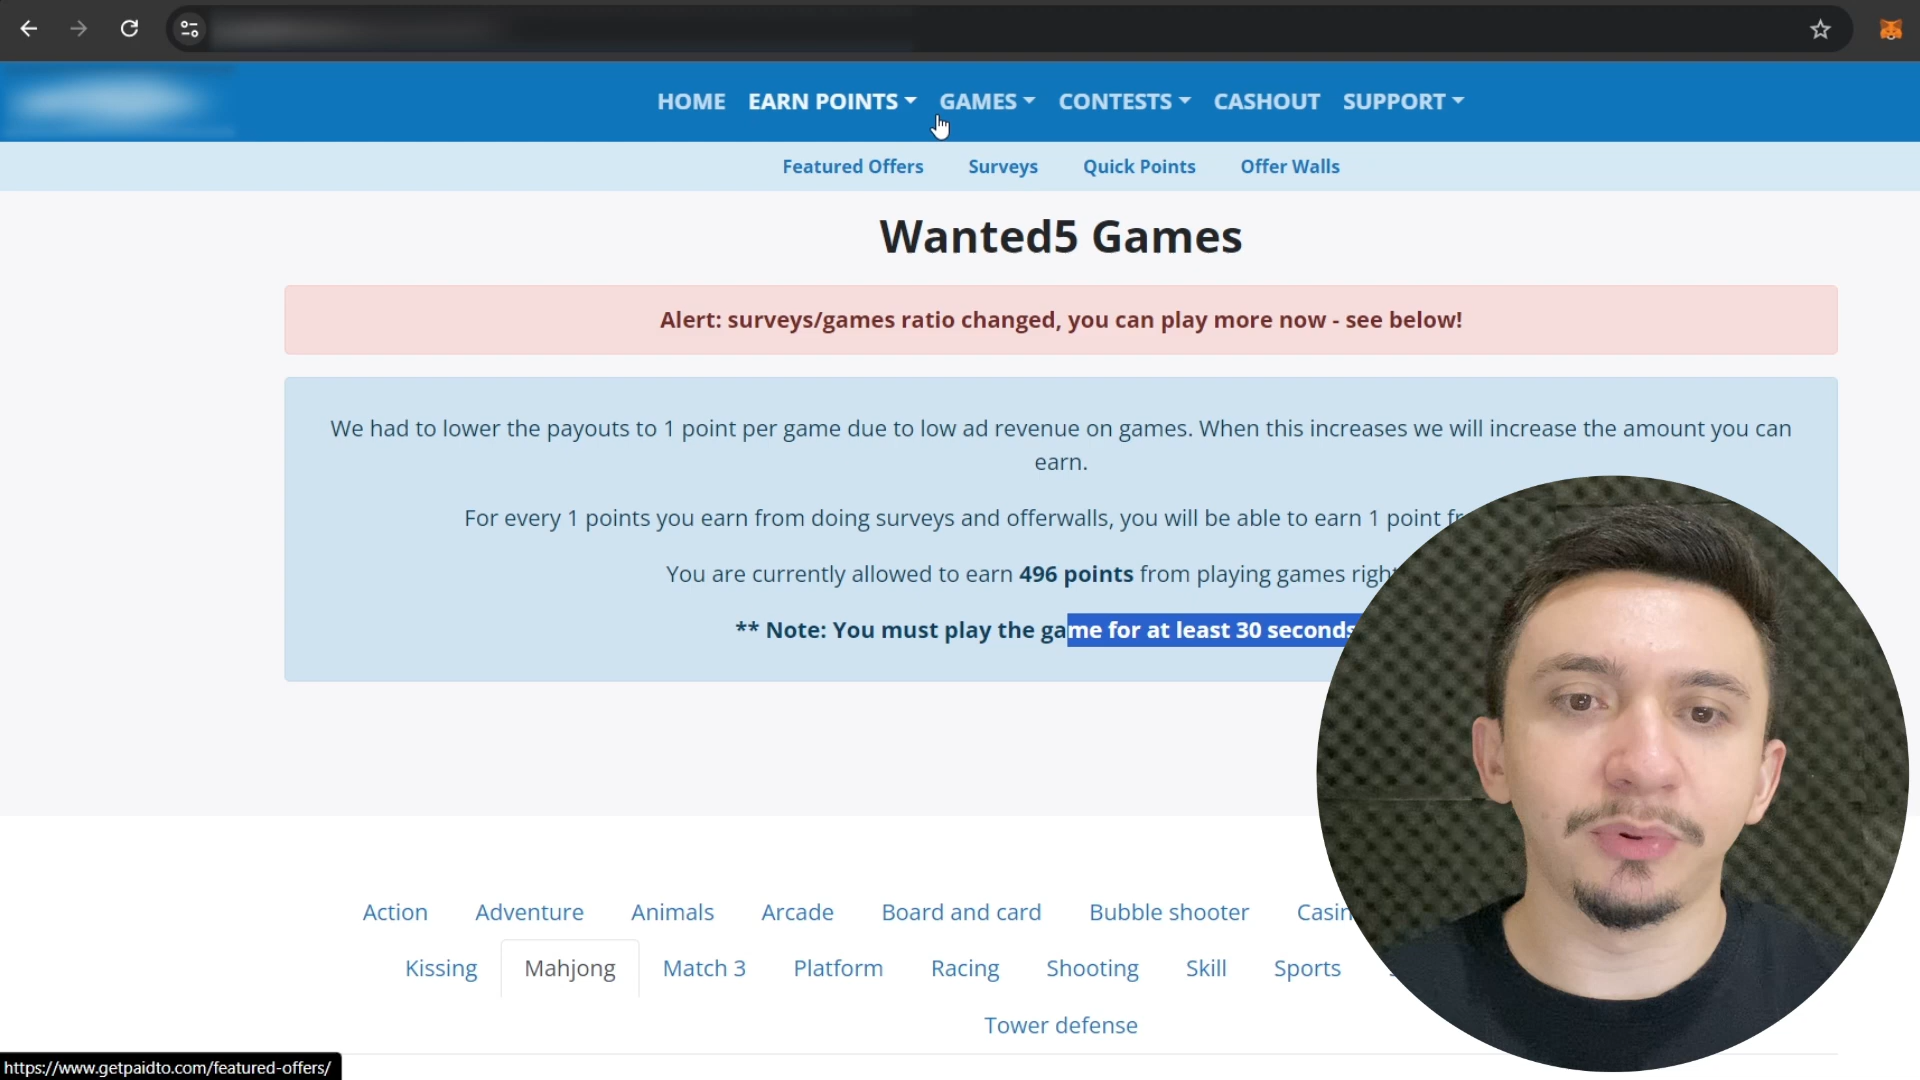 HOME EARN POINTS GAMES CONTESTS CASHOUT SUPPORT
Featured Offers Surveys Quick Points Offer Walls
Wanted5 Games
Alert: surveys/games ratio changed, you can play more now - see below!
We had to lower the payouts to 1 point per game due to low ad revenue on games. When this increases we will increase the amount you can
earn.
For every 1 points you earn from doing surveys and offerwalls, you will be able to earn 1 point
You are currently allowed to earn 496 points from playing games
** Note: You must play the game for at least 30 seconds
Action Adventure Animals Arcade Board and card Bubble shooter
Kissing Mahjong Match 3 Platform Racing Shooting Skill Sports
Tower defense
https://www.getpaidto.com/featured-offers/